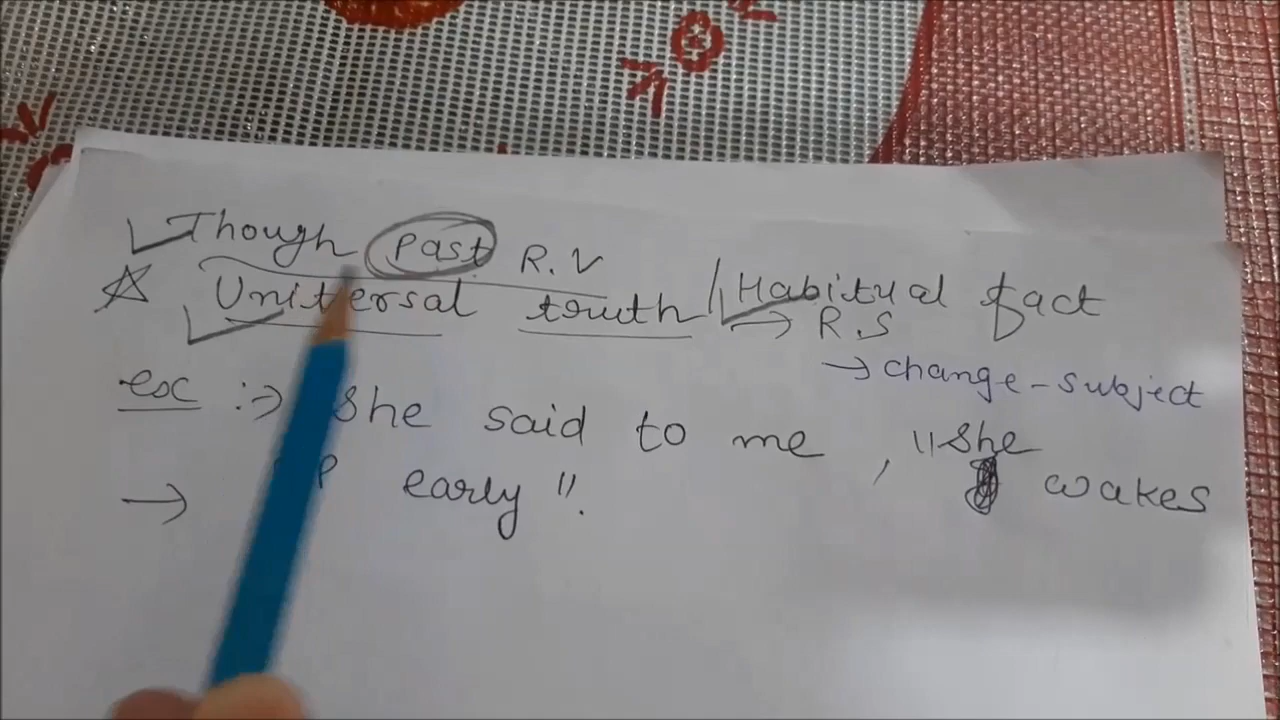 Though Past R.V
Universal truth / Habitual fact
→ R.S
→ change-subject
ex :→ She said to me, "She
wakes
→ early".